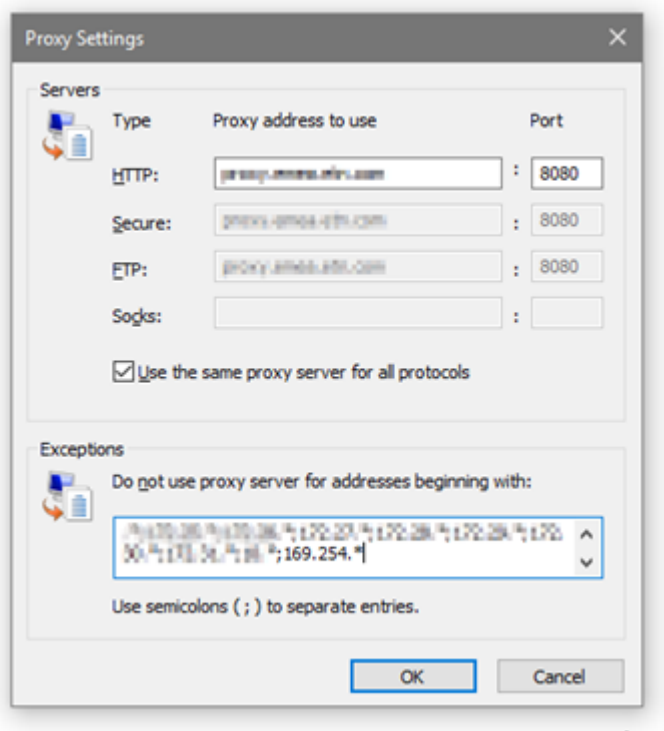 Proxy Settings
Servers
Type Proxy address to use Port
HTTP: : 8080
Secure: : 8080
FTP: : 8080
Socks: :
Use the same proxy server for all protocols
Exceptions
Do not use proxy server for addresses beginning with:
;169.254.*
Use semicolons ( ; ) to separate entries.
OK Cancel